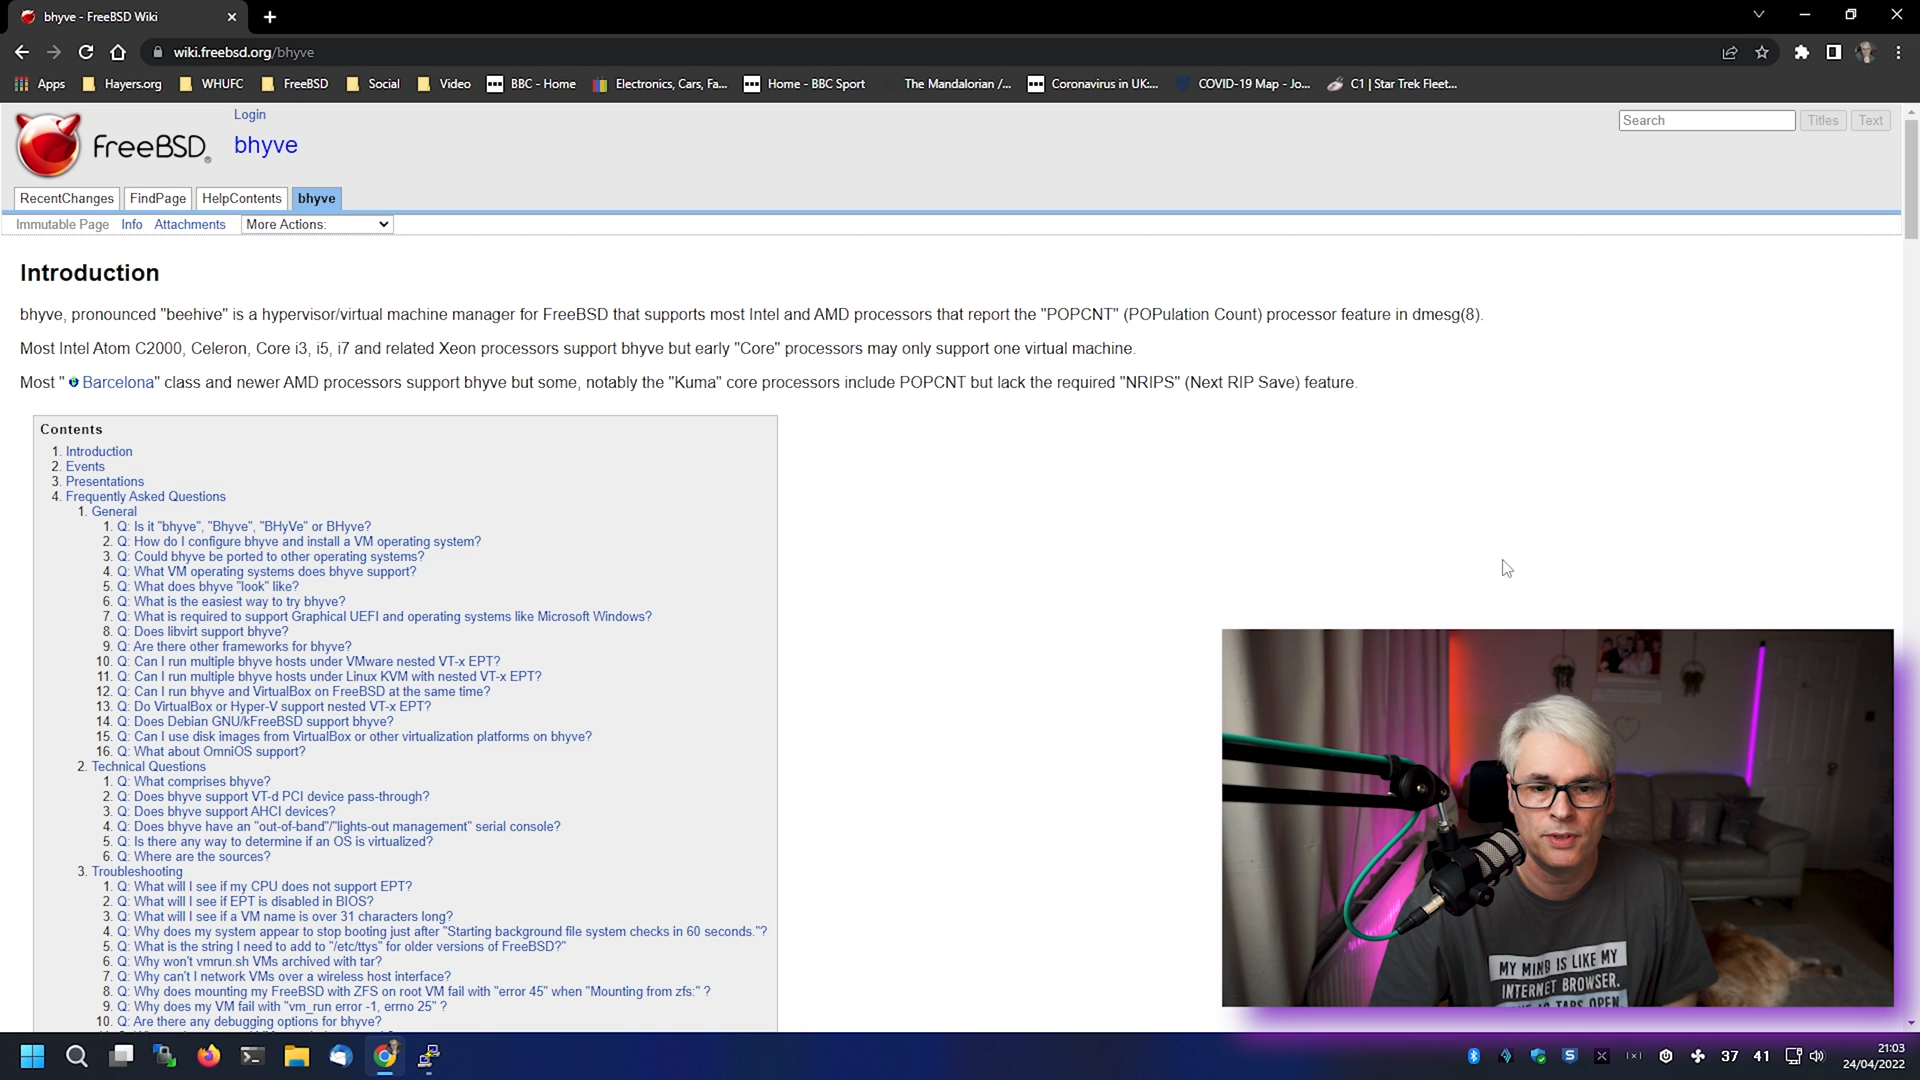 bhyve - FreeBSD Wiki
wiki.freebsd.org/bhyve
Apps
Hayers.org
WHUFC
FreeBSD
Social
Video
BBC - Home
Electronics, Cars, Fa...
Home - BBC Sport
The Mandalorian /...
Coronavirus in UK:...
COVID-19 Map - Jo...
C1 | Star Trek Fleet...
FreeBSD®
Login
bhyve
Search
Titles
Text
RecentChanges
FindPage
HelpContents
bhyve
Immutable Page
Info
Attachments
More Actions:
Introduction
bhyve, pronounced "beehive" is a hypervisor/virtual machine manager for FreeBSD that supports most Intel and AMD processors that report the "POPCNT" (POPulation Count) processor feature in dmesg(8).
Most Intel Atom C2000, Celeron, Core i3, i5, i7 and related Xeon processors support bhyve but early "Core" processors may only support one virtual machine.
Most " Barcelona" class and newer AMD processors support bhyve but some, notably the "Kuma" core processors include POPCNT but lack the required "NRIPS" (Next RIP Save) feature.
Contents
1. Introduction
2. Events
3. Presentations
4. Frequently Asked Questions
1. General
1. Q: Is it "bhyve", "Bhyve", "BHyVe" or BHyve?
2. Q: How do I configure bhyve and install a VM operating system?
3. Q: Could bhyve be ported to other operating systems?
4. Q: What VM operating systems does bhyve support?
5. Q: What does bhyve "look" like?
6. Q: What is the easiest way to try bhyve?
7. Q: What is required to support Graphical UEFI and operating systems like Microsoft Windows?
8. Q: Does libvirt support bhyve?
9. Q: Are there other frameworks for bhyve?
10. Q: Can I run multiple bhyve hosts under VMware nested VT-x EPT?
11. Q: Can I run multiple bhyve hosts under Linux KVM with nested VT-x EPT?
12. Q: Can I run bhyve and VirtualBox on FreeBSD at the same time?
13. Q: Do VirtualBox or Hyper-V support nested VT-x EPT?
14. Q: Does Debian GNU/kFreeBSD support bhyve?
15. Q: Can I use disk images from VirtualBox or other virtualization platforms on bhyve?
16. Q: What about OmniOS support?
2. Technical Questions
1. Q: What comprises bhyve?
2. Q: Does bhyve support VT-d PCI device pass-through?
3. Q: Does bhyve support AHCI devices?
4. Q: Does bhyve have an "out-of-band"/"lights-out management" serial console?
5. Q: Is there any way to determine if an OS is virtualized?
6. Q: Where are the sources?
3. Troubleshooting
1. Q: What will I see if my CPU does not support EPT?
2. Q: What will I see if EPT is disabled in BIOS?
3. Q: What will I see if a VM name is over 31 characters long?
4. Q: Why does my system appear to stop booting just after "Starting background file system checks in 60 seconds."?
5. Q: What is the string I need to add to "/etc/ttys" for older versions of FreeBSD?"
6. Q: Why won't vmrun.sh VMs archived with tar?
7. Q: Why can't I network VMs over a wireless host interface?
8. Q: Why does mounting my FreeBSD with ZFS on root VM fail with "error 45" when "Mounting from zfs:" ?
9. Q: Why does my VM fail with "vm_run error -1, errno 25" ?
10. Q: Are there any debugging options for bhyve?
MY MIND IS LIKE MY
INTERNET BROWSER.
TABS OPEN.
37
41
21:03
24/04/2022